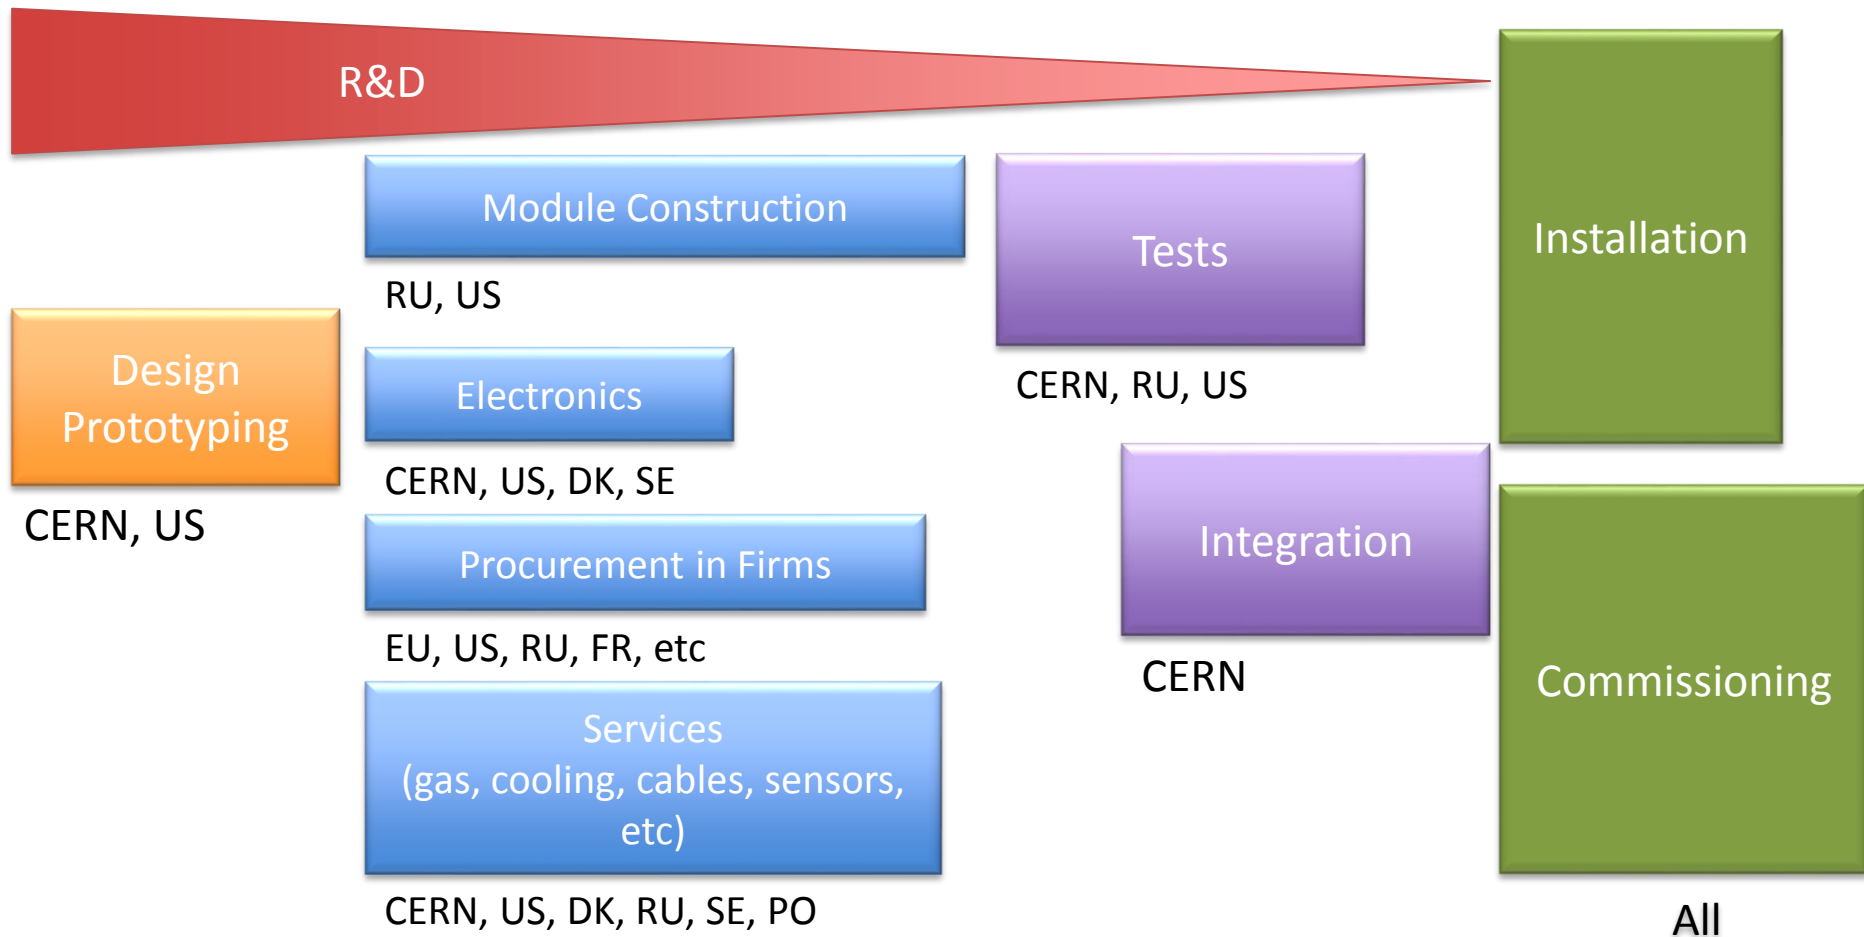 R&D
Module Construction
RU, US
Design
Prototyping
CERN, US
Electronics
CERN, US, DK, SE
Procurement in Firms
EU, US, RU, FR, etc
Services
(gas, cooling, cables, sensors,
etc)
CERN, US, DK, RU, SE, PO
Tests
CERN, RU, US
Integration
CERN
Installation
Commissioning
All